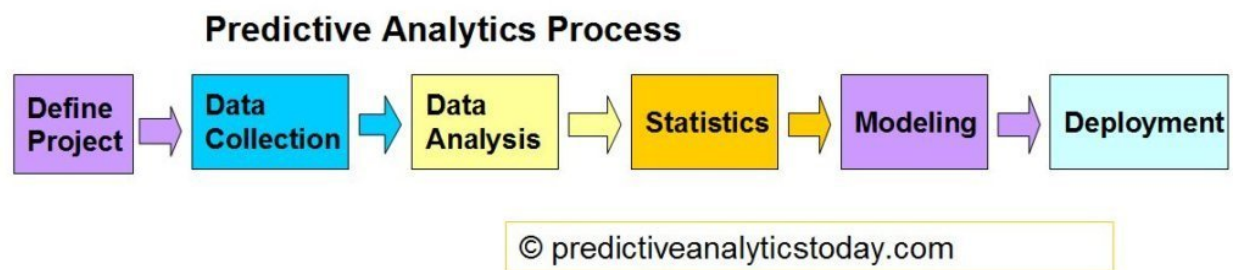 Predictive Analytics Process
Define
Project
Data
Collection
Data
Analysis
Statistics
Modeling
Deployment
© predictiveanalyticstoday.com